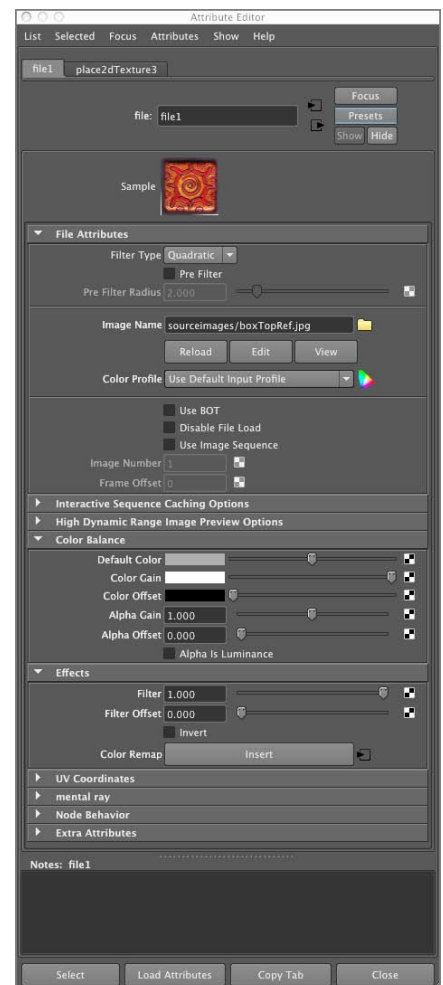 Attribute Editor
List Selected Focus Attributes Show Help
file1 place2dTexture3
Focus
file: file1 Presets
Show Hide
Sample
File Attributes
Filter Type Quadratic
Pre Filter
Pre Filter Radius 2.000
Image Name sourceimages/boxTopRef.jpg
Reload Edit View
Color Profile Use Default Input Profile
Use BOT
Disable File Load
Use Image Sequence
Image Number 1
Frame Offset 0
Interactive Sequence Caching Options
High Dynamic Range Image Preview Options
Color Balance
Default Color
Color Gain
Color Offset
Alpha Gain 1.000
Alpha Offset 0.000
Alpha Is Luminance
Effects
Filter 1.000
Filter Offset 0.000
Invert
Color Remap Insert
UV Coordinates
mental ray
Node Behavior
Extra Attributes
Notes: file1
Select Load Attributes Copy Tab Close